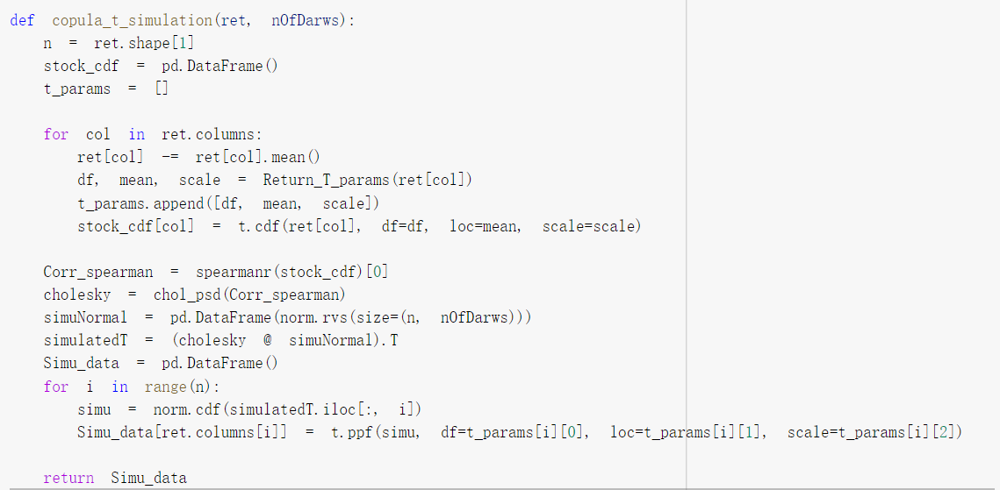 def copula_t_simulation(ret, nOfDarws):
    n = ret.shape[1]
    stock_cdf = pd.DataFrame()
    t_params = []

    for col in ret.columns:
        ret[col] -= ret[col].mean()
        df, mean, scale = Return_T_params(ret[col])
        t_params.append([df, mean, scale])
        stock_cdf[col] = t.cdf(ret[col], df=df, loc=mean, scale=scale)

    Corr_spearman = spearmanr(stock_cdf)[0]
    cholesky = chol_psd(Corr_spearman)
    simuNormal = pd.DataFrame(norm.rvs(size=(n, nOfDarws)))
    simulatedT = (cholesky @ simuNormal).T
    Simu_data = pd.DataFrame()
    for i in range(n):
        simu = norm.cdf(simulatedT.iloc[:, i])
        Simu_data[ret.columns[i]] = t.ppf(simu, df=t_params[i][0], loc=t_params[i][1], scale=t_params[i][2])

    return Simu_data